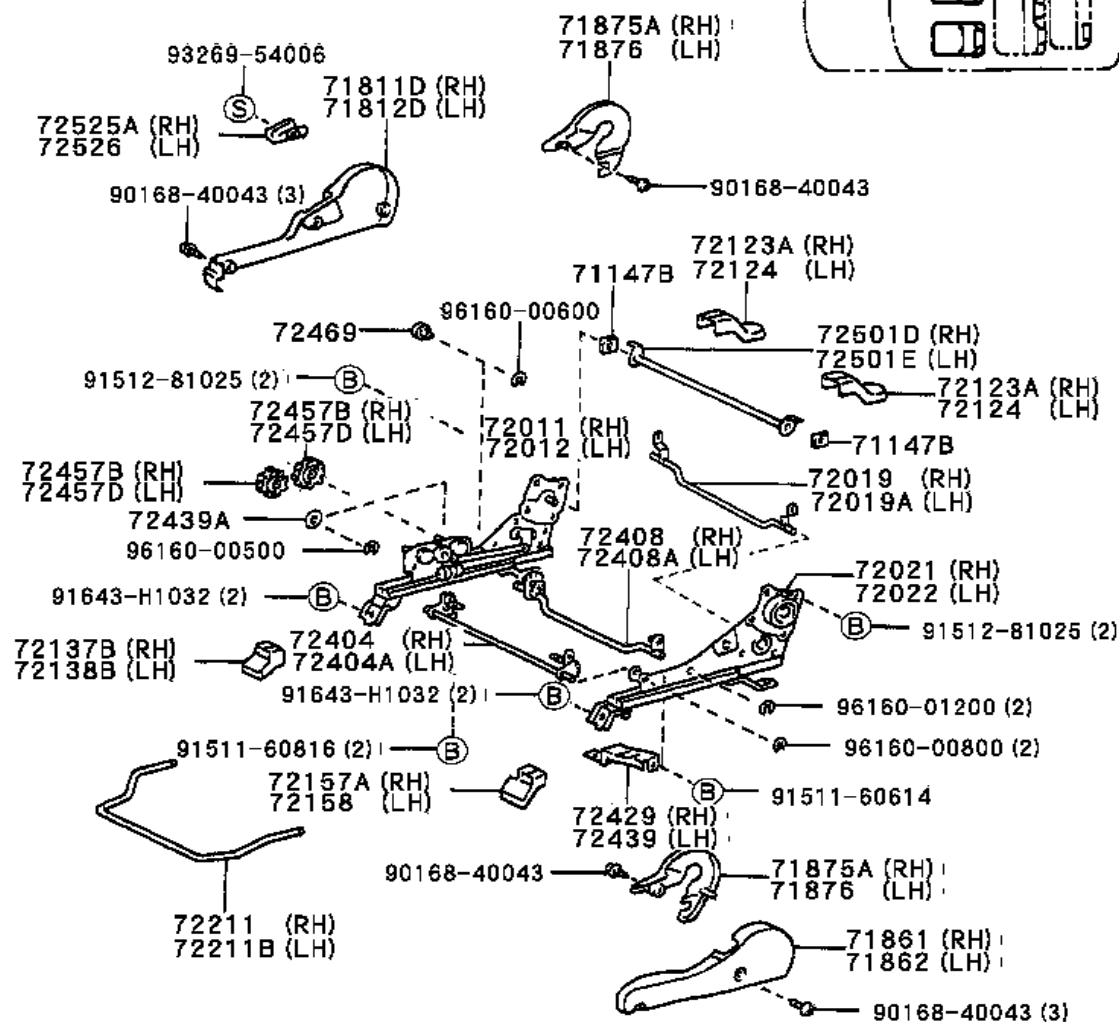 71875A (RH)
71876 (LH)
93269-54006
S
71811D (RH)
71812D (LH)
72525A (RH)
72526 (LH)
90168-40043 (3)
90168-40043
72123A (RH)
72124 (LH)
71147B
96160-00600
72469
72501D (RH)
72501E (LH)
91512-81025 (2)
B
72123A (RH)
72124 (LH)
72457B (RH)
72457D (LH)
72011 (RH)
72012 (LH)
71147B
72457B (RH)
72457D (LH)
72019 (RH)
72019A (LH)
72439A
96160-00500
72408 (RH)
72408A (LH)
72021 (RH)
72022 (LH)
91643-H1032 (2)
B
B
91512-81025 (2)
72137B (RH)
72138B (LH)
72404 (RH)
72404A (LH)
91643-H1032 (2)
B
96160-01200 (2)
91511-60816 (2)
B
96160-00800 (2)
72157A (RH)
72158 (LH)
B
91511-60614
72429 (RH)
72439 (LH)
90168-40043
71875A (RH)
71876 (LH)
72211 (RH)
72211B (LH)
71861 (RH)
71862 (LH)
90168-40043 (3)